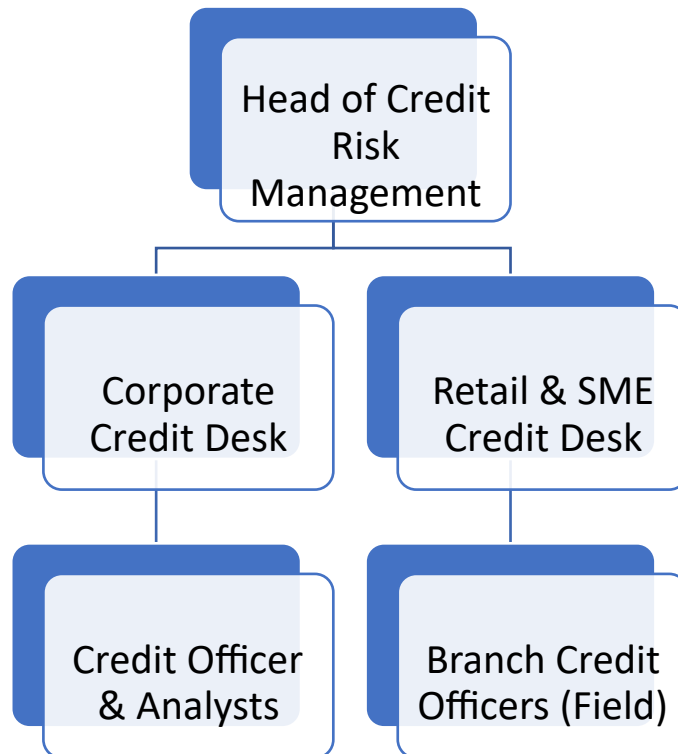 Head of Credit
Risk
Management
Corporate
Credit Desk
Retail & SME
Credit Desk
Credit Officer
& Analysts
Branch Credit
Officers (Field)